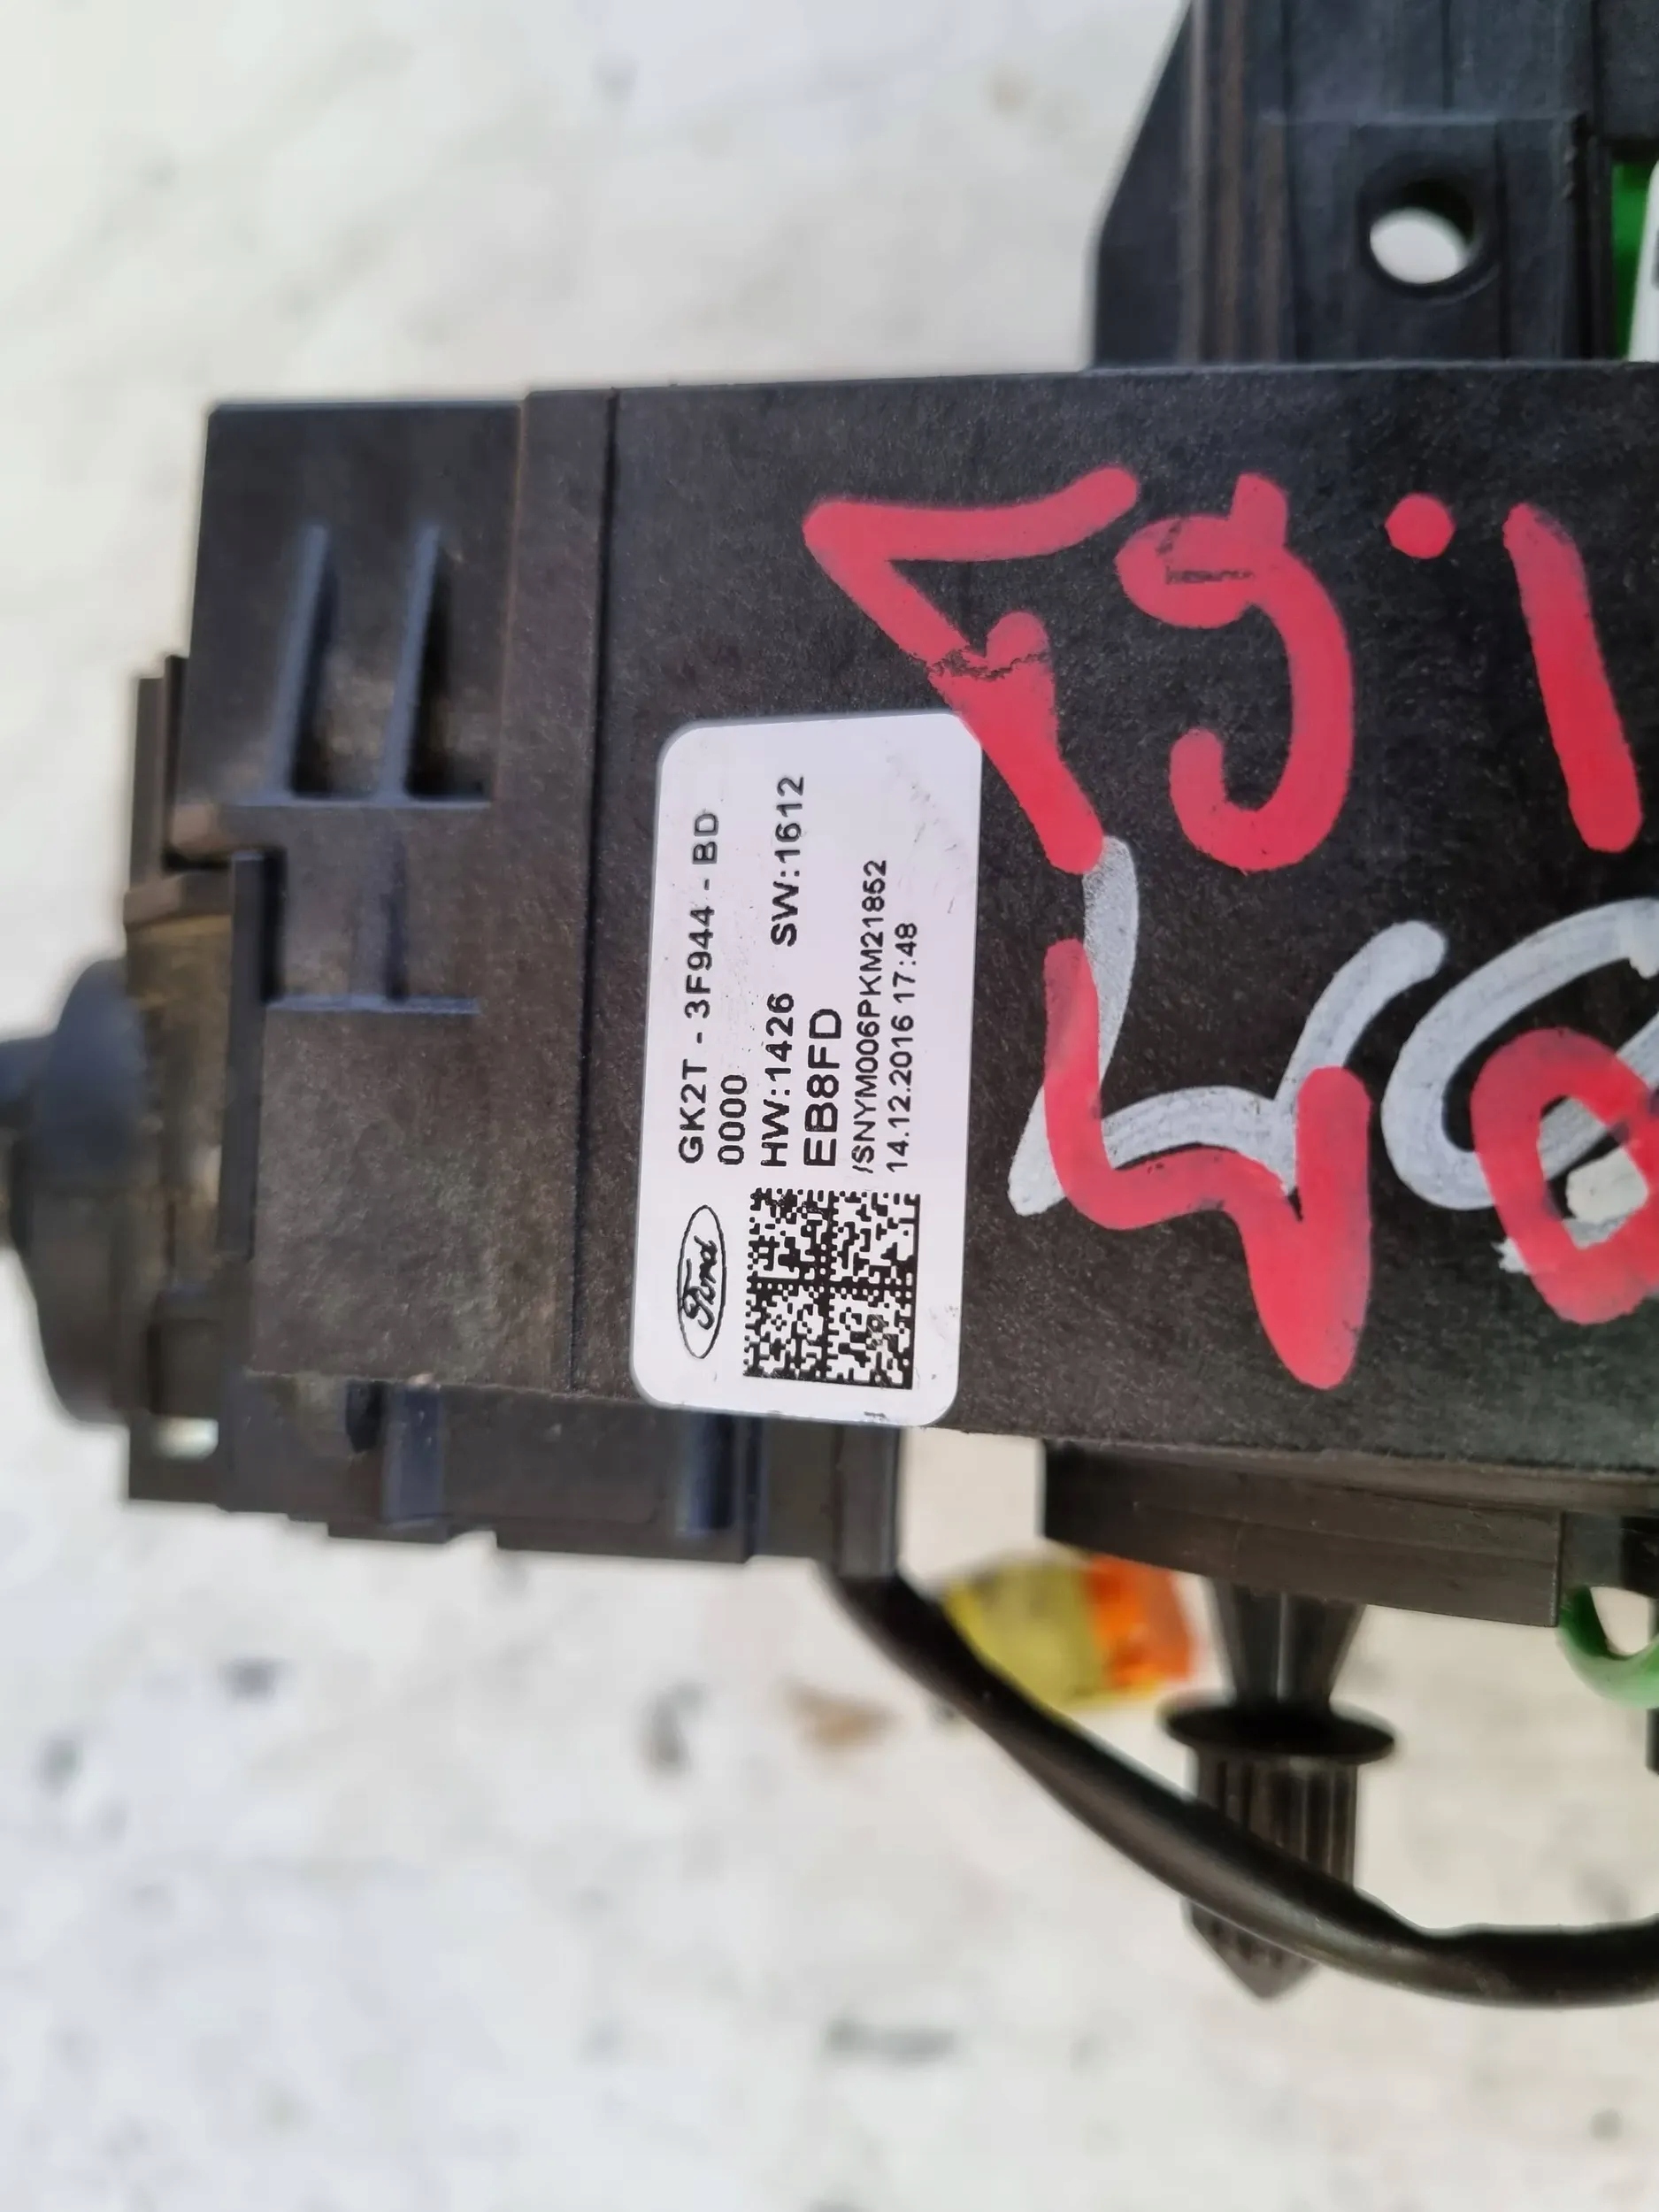 GK2T - 3F944 - BD
0000
HW:1426 SW:1612
EB8FD
/SNYM006PKM21852
14.12.2016 17:48
Ford